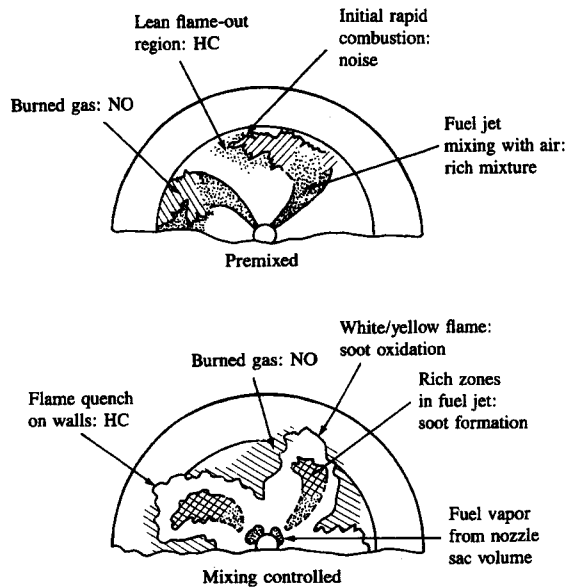 Lean flame-out
region: HC
Initial rapid
combustion:
noise
Burned gas: NO
Fuel jet
mixing with air:
rich mixture
Premixed
White/yellow flame:
soot oxidation
Burned gas: NO
Rich zones
in fuel jet:
soot formation
Flame quench
on walls: HC
Fuel vapor
from nozzle
sac volume
Mixing controlled